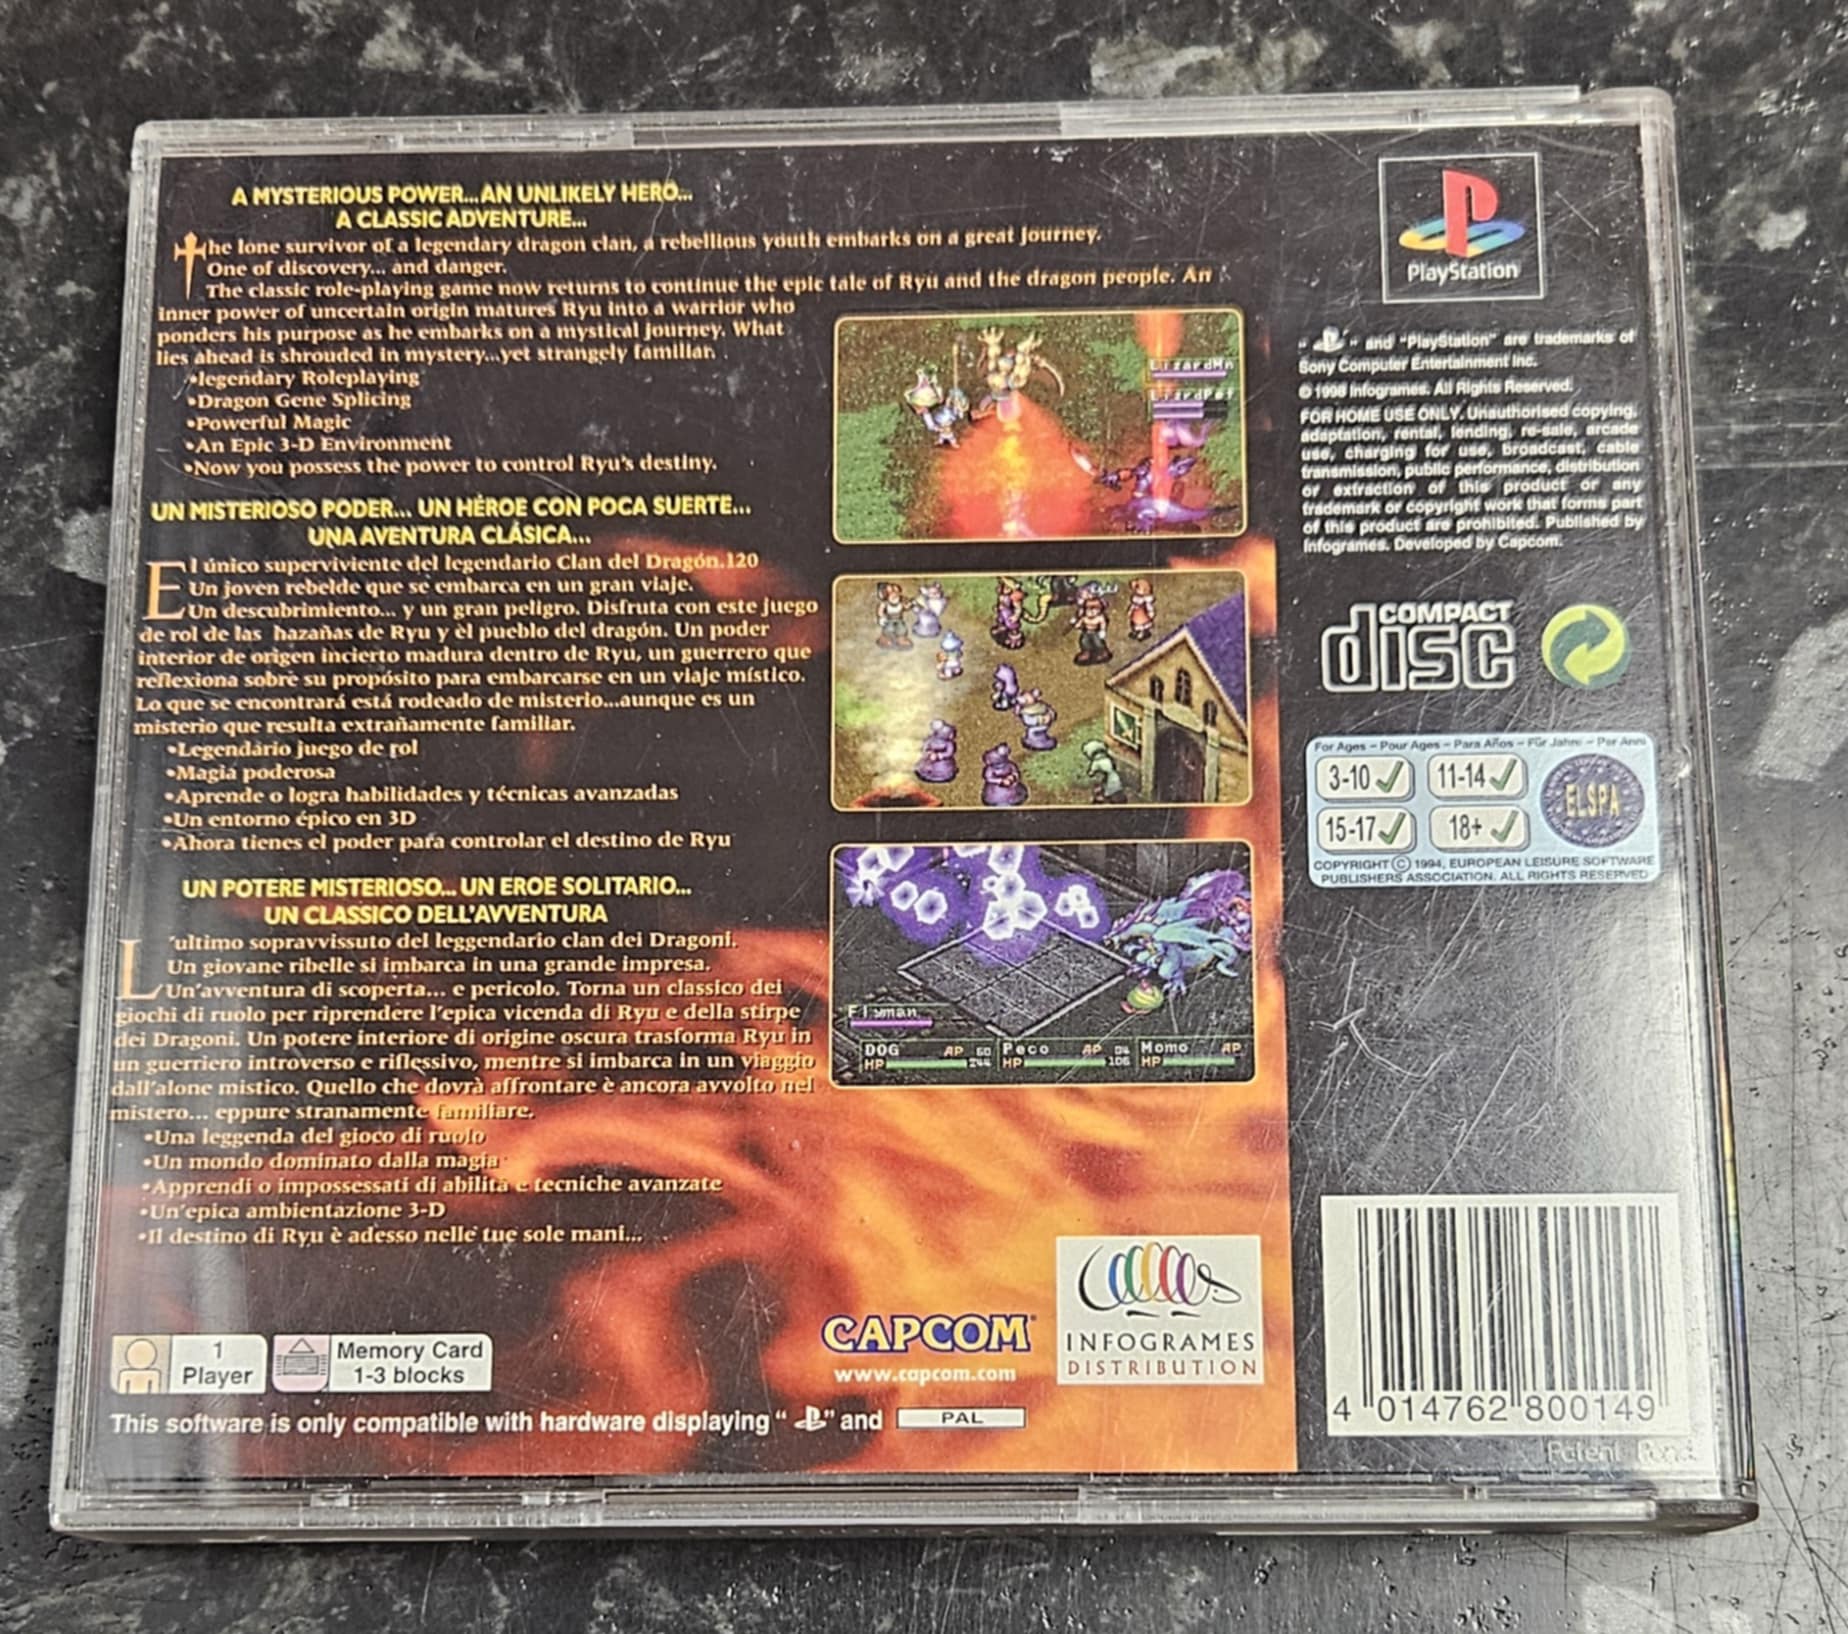 A MYSTERIOUS POWER... AN UNLIKELY HERO...
A CLASSIC ADVENTURE...
The lone survivor of a legendary dragon clan, a rebellious youth embarks on a great journey.
One of discovery... and danger.
The classic role-playing game now returns to continue the epic tale of Ryu and the dragon people. An
inner power of uncertain origin matures Ryu into a warrior who
ponders his purpose as he embarks on a mystical journey. What
lies ahead is shrouded in mystery...yet strangely familiar.
•legendary Roleplaying
•Dragon Gene Splicing
•Powerful Magic
•An Epic 3-D Environment
•Now you possess the power to control Ryu's destiny.
UN MISTERIOSO PODER... UN HÉROE CON POCA SUERTE...
UNA AVENTURA CLÁSICA...
El único superviviente del legendario Clan del Dragón.120
Un joven rebelde que se embarca en un gran viaje.
Un descubrimiento... y un gran peligro. Disfruta con este juego
de rol de las hazañas de Ryu y el pueblo del dragón. Un poder
interior de origen incierto madura dentro de Ryu, un guerrero que
reflexiona sobre su propósito para embarcarse en un viaje místico.
Lo que se encontrará está rodeado de misterio...aunque es un
misterio que resulta extrañamente familiar.
•Legendario juego de rol
•Magia poderosa
•Aprende o logra habilidades y técnicas avanzadas
•Un entorno épico en 3D
•Ahora tienes el poder para controlar el destino de Ryu
UN POTERE MISTERIOSO... UN EROE SOLITARIO...
UN CLASSICO DELL'AVVENTURA
L'ultimo sopravvissuto del leggendario clan dei Dragoni.
Un giovane ribelle si imbarca in una grande impresa.
Un'avventura di scoperta... e pericolo. Torna un classico dei
giochi di ruolo per riprendere l'epica vicenda di Ryu e della stirpe
dei Dragoni. Un potere interiore di origine oscura trasforma Ryu in
un guerriero introverso e riflessivo, mentre si imbarca in un viaggio
dall'alone mistico. Quello che dovrà affrontare è ancora avvolto nel
mistero... eppure stranamente familiare.
•Una leggenda del gioco di ruolo
•Un mondo dominato dalla magia
•Apprendi o impossessati di abilità e tecniche avanzate
•Un'epica ambientazione 3-D
•Il destino di Ryu è adesso nelle tue sole mani...
1
Player
Memory Card
1-3 blocks
This software is only compatible with hardware displaying " " and PAL
LizardMn
LizardPat
Flyman
DOG AP 60 Peco AP 04 Momo AP
HP 244 HP 106 HP
CAPCOM
www.capcom.com
INFOGRAMES
DISTRIBUTION
PlayStation
" " and "PlayStation" are trademarks of
Sony Computer Entertainment Inc.
© 1998 Infogrames. All Rights Reserved.
FOR HOME USE ONLY. Unauthorised copying,
adaptation, rental, lending, re-sale, arcade
use, charging for use, broadcast, cable
transmission, public performance, distribution
or extraction of this product or any
trademark or copyright work that forms part
of this product are prohibited. Published by
Infogrames. Developed by Capcom.
COMPACT
disc
For Ages – Pour Ages – Para Años – Für Jahre – Per Anni
3-10 11-14
15-17 18+
ELSPA
COPYRIGHT © 1994, EUROPEAN LEISURE SOFTWARE
PUBLISHERS ASSOCIATION. ALL RIGHTS RESERVED
4 014762 800149
Patent